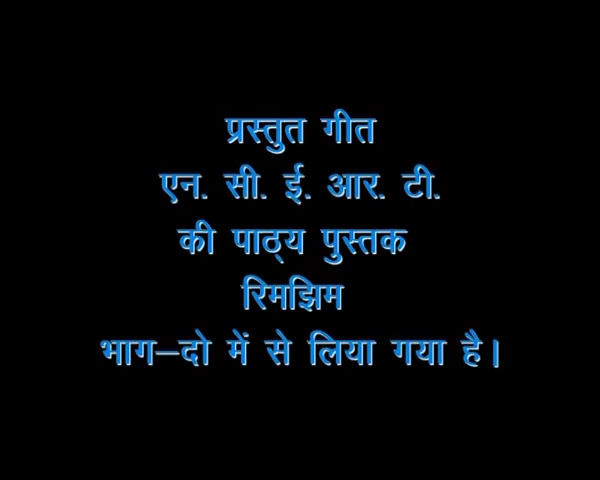 प्रस्तुत गीत
एन. सी. ई. आर. टी.
की पाठ्य पुस्तक
रिमझिम
भाग–दो में से लिया गया है।